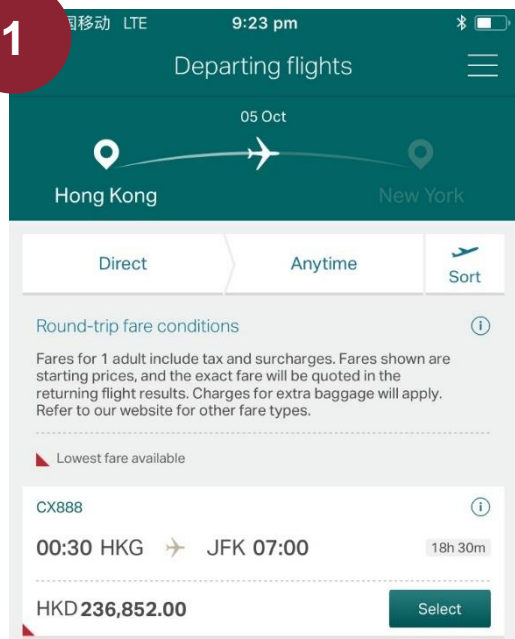 1
国移动 LTE 9:23 pm
Departing flights
05 Oct
Hong Kong New York
Direct Anytime Sort
Round-trip fare conditions
Fares for 1 adult include tax and surcharges. Fares shown are
starting prices, and the exact fare will be quoted in the
returning flight results. Charges for extra baggage will apply.
Refer to our website for other fare types.
Lowest fare available
CX888
00:30 HKG JFK 07:00 18h 30m
HKD 236,852.00 Select